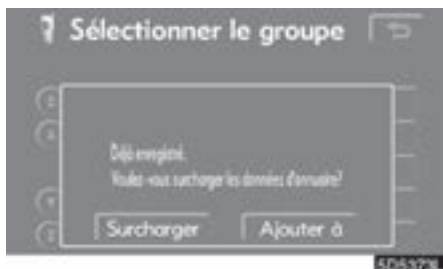 Sélectionner le groupe
Déjà enregistré.
Voulez-vous surcharger les données d'annuaire?
Surcharger Ajouter à